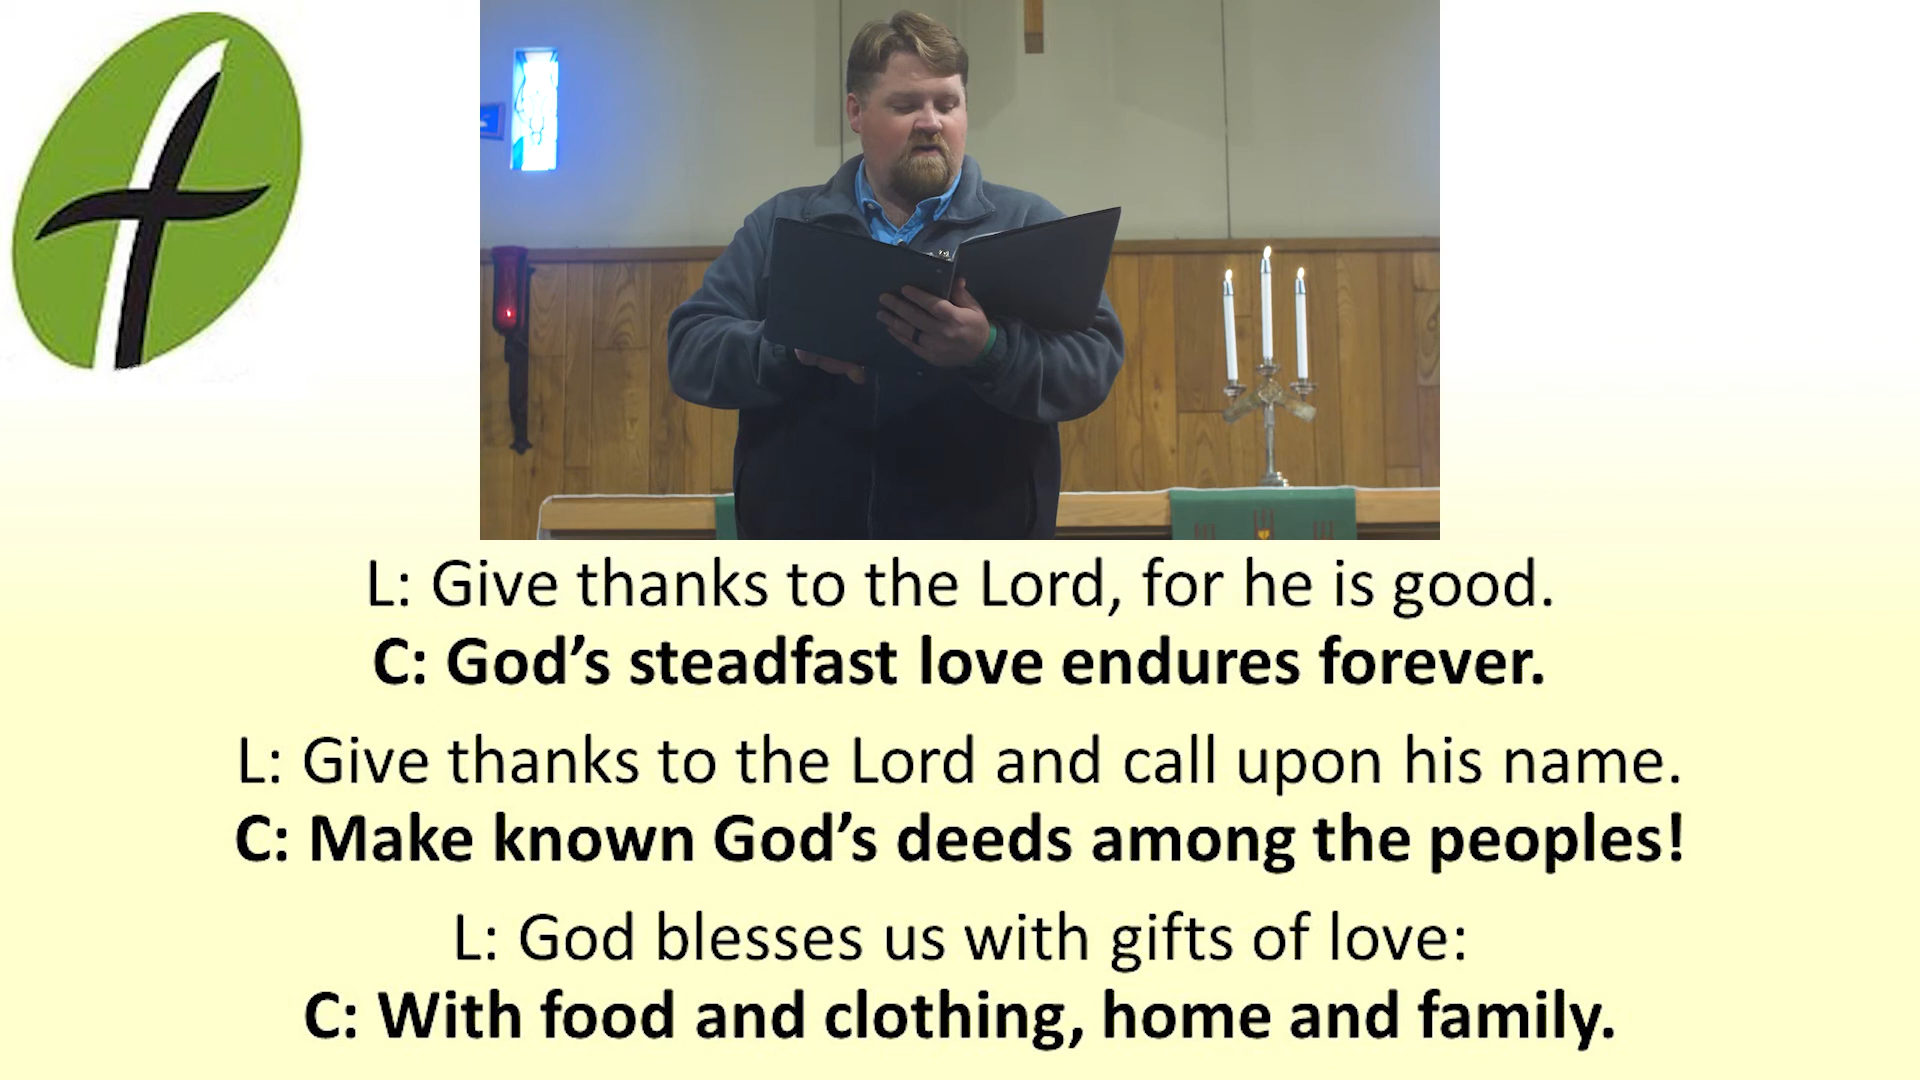 L: Give thanks to the Lord, for he is good.
C: God’s steadfast love endures forever.
L: Give thanks to the Lord and call upon his name.
C: Make known God’s deeds among the peoples!
L: God blesses us with gifts of love:
C: With food and clothing, home and family.